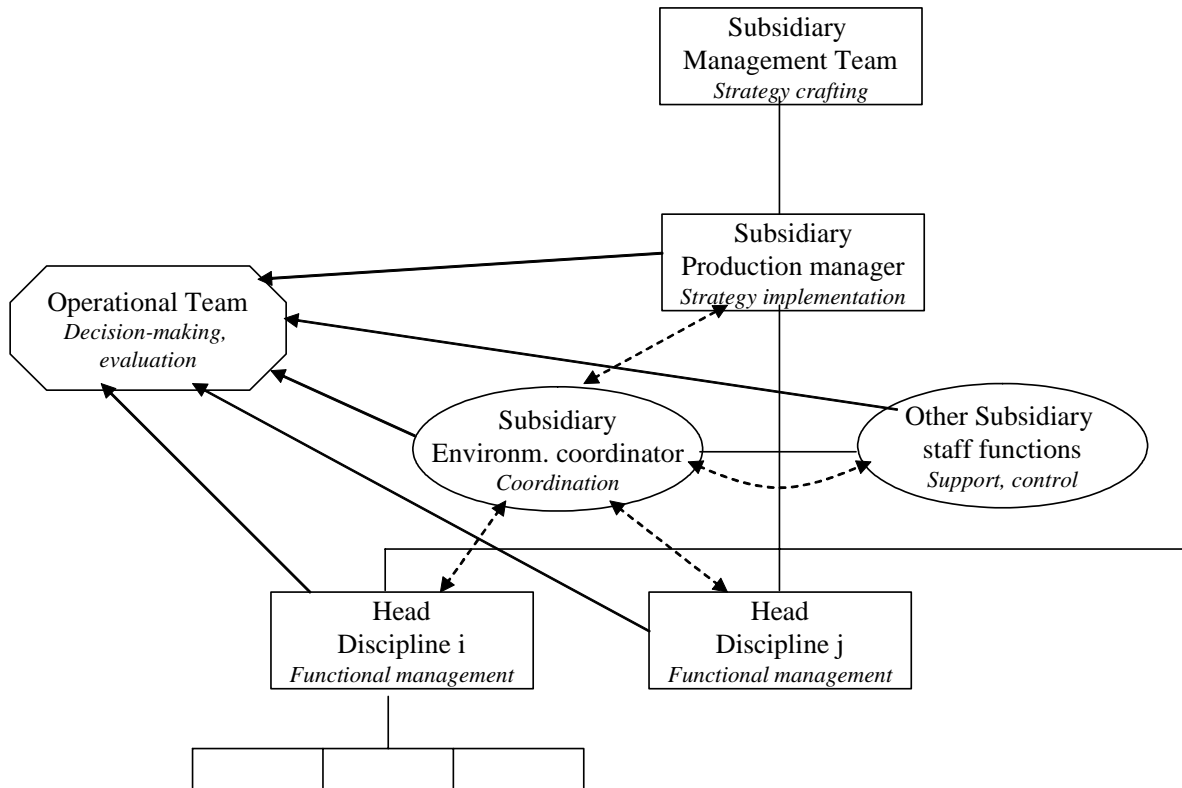 Subsidiary
Management Team
Strategy crafting
Subsidiary
Production manager
Strategy implementation
Operational Team
Decision-making,
evaluation
Subsidiary
Environm. coordinator
Coordination
Other Subsidiary
staff functions
Support, control
Head
Discipline i
Functional management
Head
Discipline j
Functional management